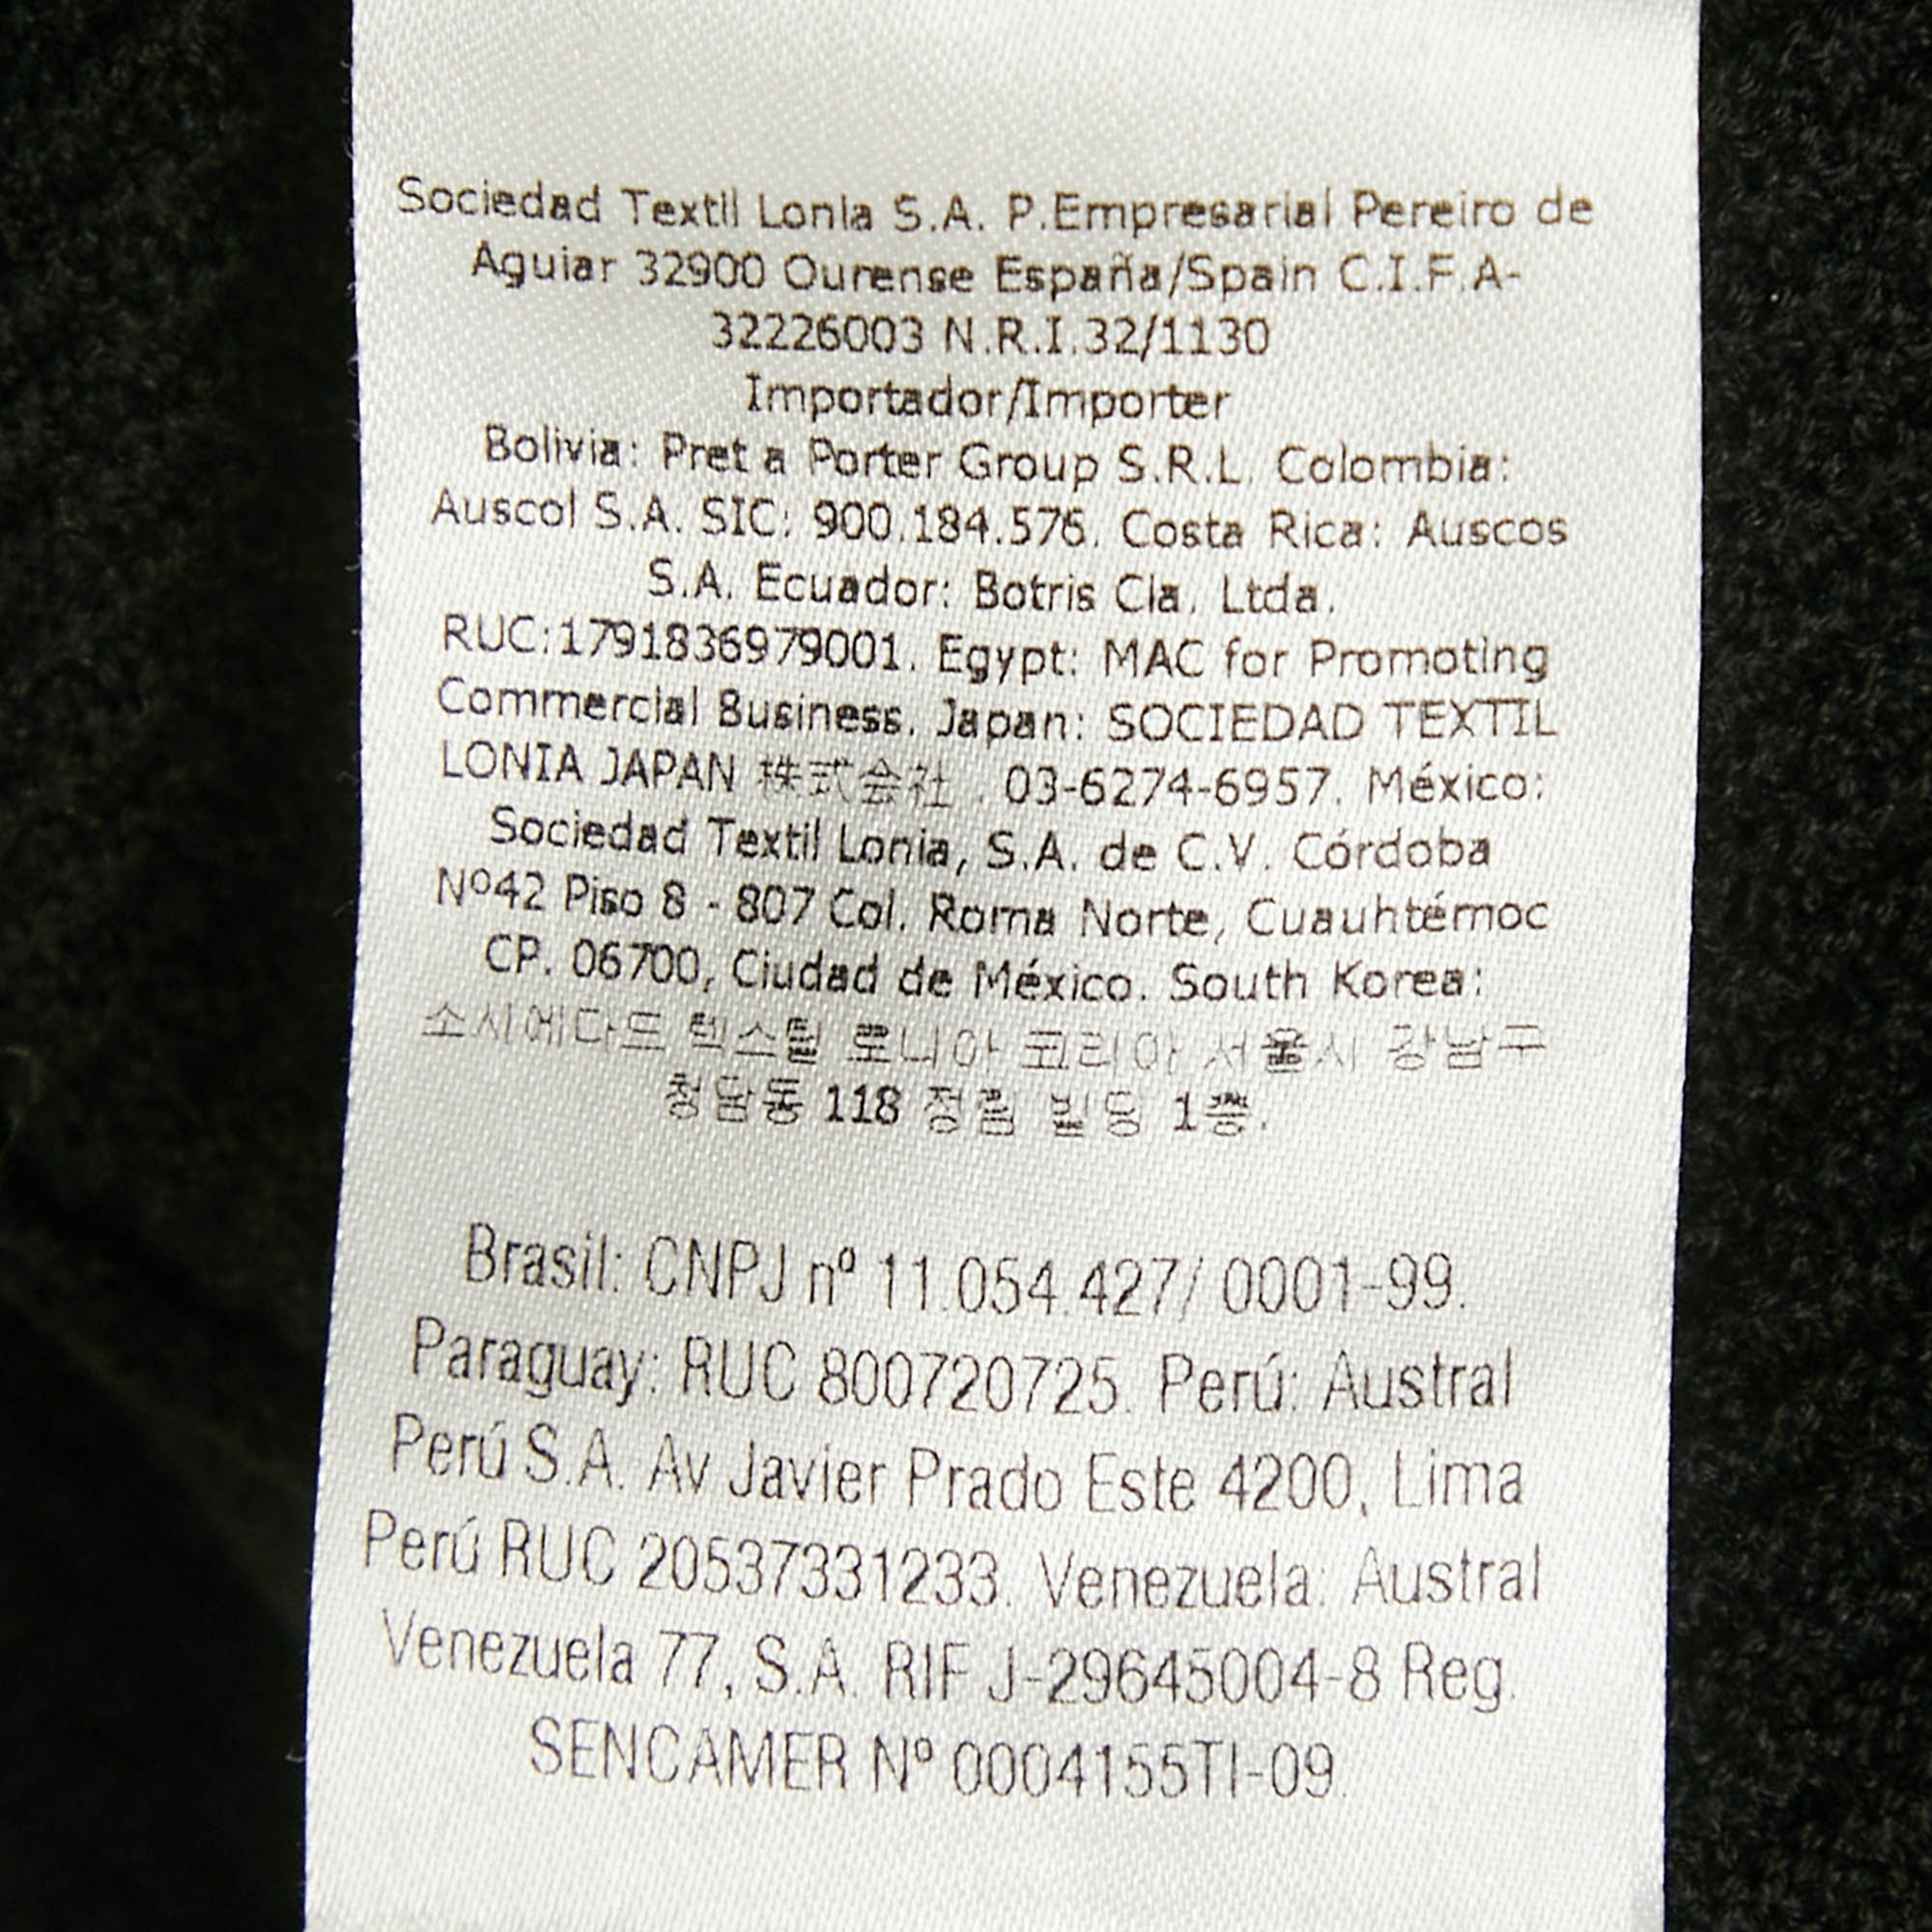 Sociedad Textil Lonia S.A. P.Empresarial Pereiro de
Aguiar 32900 Ourense España/Spain C.I.F.A-
32226003 N.R.I.32/1130
Importador/Importer
Bolivia: Pret a Porter Group S.R.L. Colombia:
Auscol S.A. SIC: 900.184.576. Costa Rica: Auscos
S.A. Ecuador: Botris Cia. Ltda.
RUC:1791836979001. Egypt: MAC for Promoting
Commercial Business. Japan: SOCIEDAD TEXTIL
LONIA JAPAN 株式会社 . 03-6274-6957. México:
Sociedad Textil Lonia, S.A. de C.V. Córdoba
Nº42 Piso 8 - 807 Col. Roma Norte, Cuauhtémoc
CP. 06700, Ciudad de México. South Korea:
소시에다드 텍스틸 로니아 코리아 서울시 강남구
청담동 118 정림 빌딩 1층.
Brasil: CNPJ nº 11.054.427/ 0001-99.
Paraguay: RUC 800720725. Perú: Austral
Perú S.A. Av Javier Prado Este 4200, Lima
Perú RUC 20537331233. Venezuela: Austral
Venezuela 77, S.A. RIF J-29645004-8 Reg.
SENCAMER Nº 0004155TI-09.